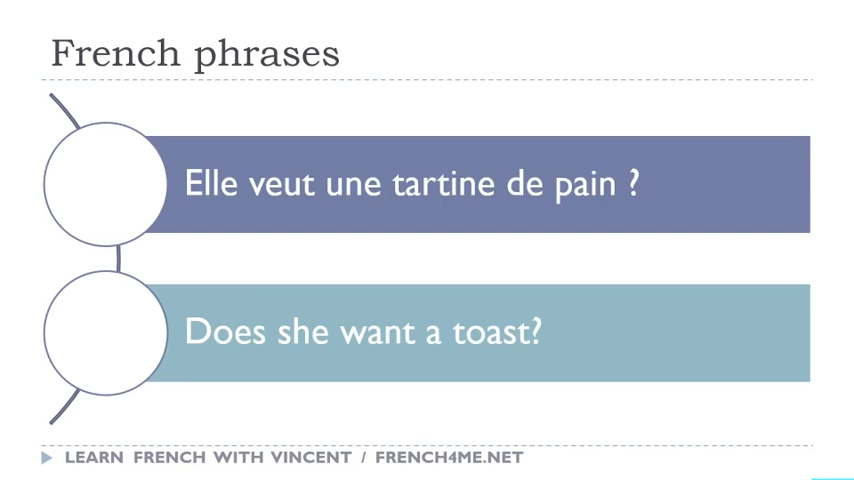 French phrases
Elle veut une tartine de pain ?
Does she want a toast?
LEARN FRENCH WITH VINCENT / FRENCH4ME.NET